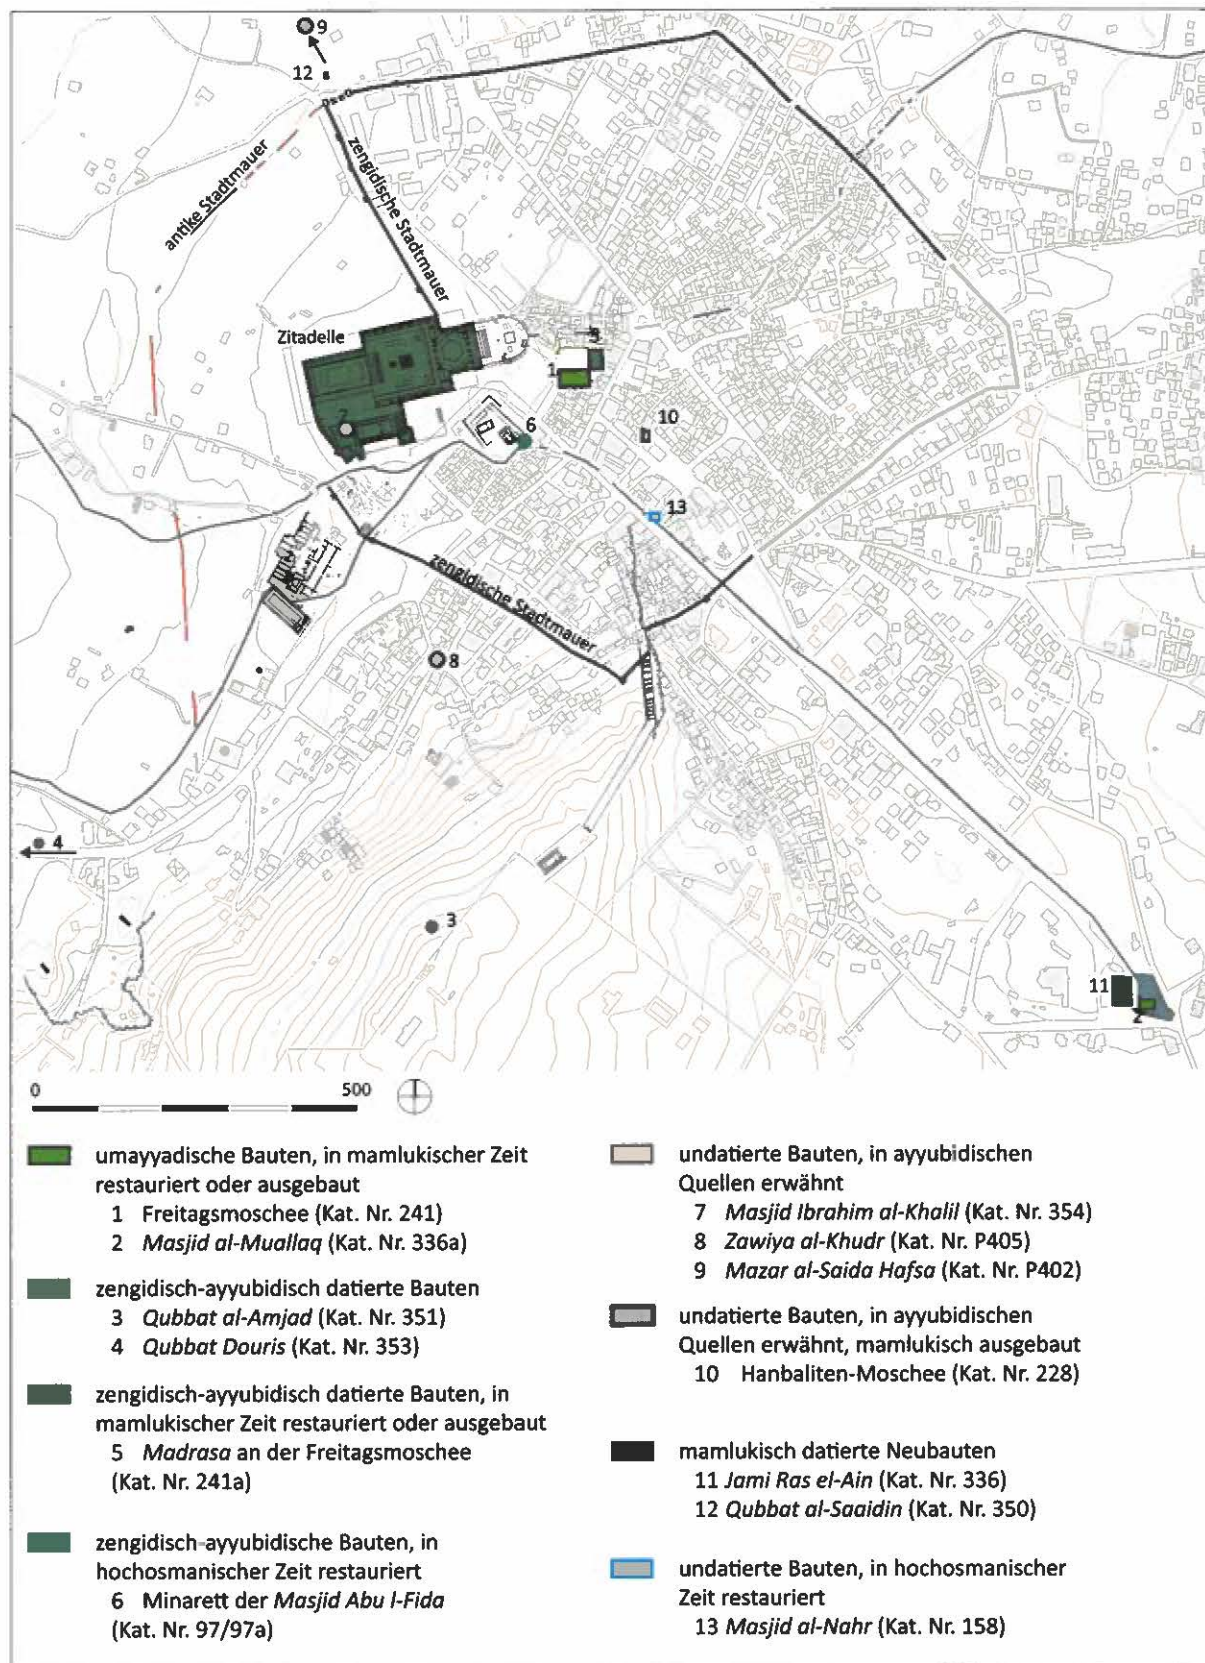 9
12
antike Stadtmauer
zengidische Stadtmauer
Zitadelle
5
1
7
6
10
13
zengidische Stadtmauer
8
4
3
11
2
0 500
umayyadische Bauten, in mamlukischer Zeit
restauriert oder ausgebaut
1 Freitagsmoschee (Kat. Nr. 241)
2 Masjid al-Muallaq (Kat. Nr. 336a)
zengidisch-ayyubidisch datierte Bauten
3 Qubbat al-Amjad (Kat. Nr. 351)
4 Qubbat Douris (Kat. Nr. 353)
zengidisch-ayyubidisch datierte Bauten, in
mamlukischer Zeit restauriert oder ausgebaut
5 Madrasa an der Freitagsmoschee
(Kat. Nr. 241a)
zengidisch-ayyubidische Bauten, in
hochosmanischer Zeit restauriert
6 Minarett der Masjid Abu l-Fida
(Kat. Nr. 97/97a)
undatierte Bauten, in ayyubidischen
Quellen erwähnt
7 Masjid Ibrahim al-Khalil (Kat. Nr. 354)
8 Zawiya al-Khudr (Kat. Nr. P405)
9 Mazar al-Saida Hafsa (Kat. Nr. P402)
undatierte Bauten, in ayyubidischen
Quellen erwähnt, mamlukisch ausgebaut
10 Hanbaliten-Moschee (Kat. Nr. 228)
mamlukisch datierte Neubauten
11 Jami Ras el-Ain (Kat. Nr. 336)
12 Qubbat al-Saaidin (Kat. Nr. 350)
undatierte Bauten, in hochosmanischer
Zeit restauriert
13 Masjid al-Nahr (Kat. Nr. 158)